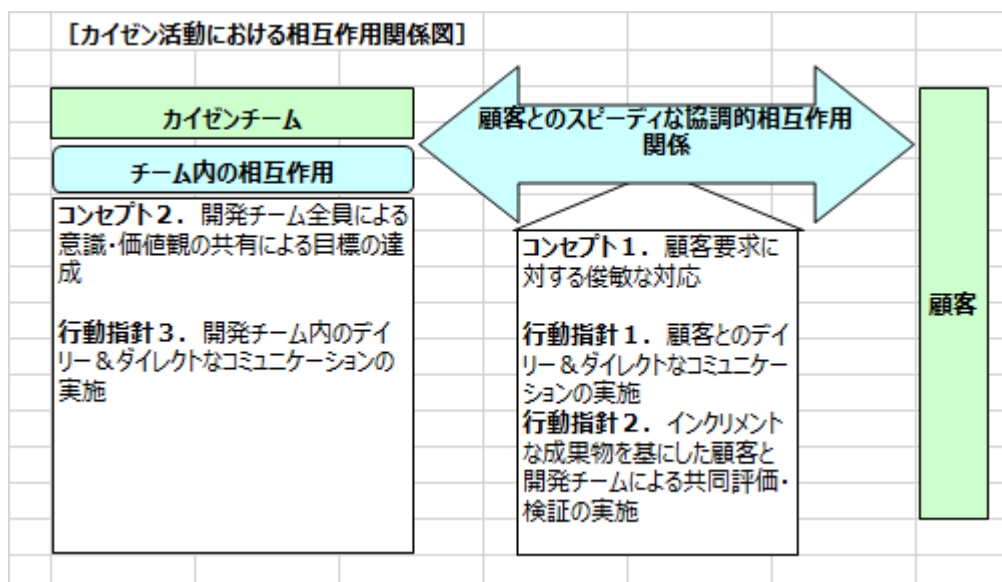 [カイゼン活動における相互作用関係図]
カイゼンチーム
チーム内の相互作用
コンセプト２．開発チーム全員による
意識・価値観の共有による目標の達
成
行動指針３．開発チーム内のデイ
リー＆ダイレクトなコミュニケーションの
実施
顧客とのスピーディな協調的相互作用
関係
コンセプト１．顧客要求に
対する俊敏な対応
行動指針１．顧客とのデイ
リー＆ダイレクトなコミュニケー
ションの実施
行動指針２．インクリメント
な成果物を基にした顧客と
開発チームによる共同評価・
検証の実施
顧客